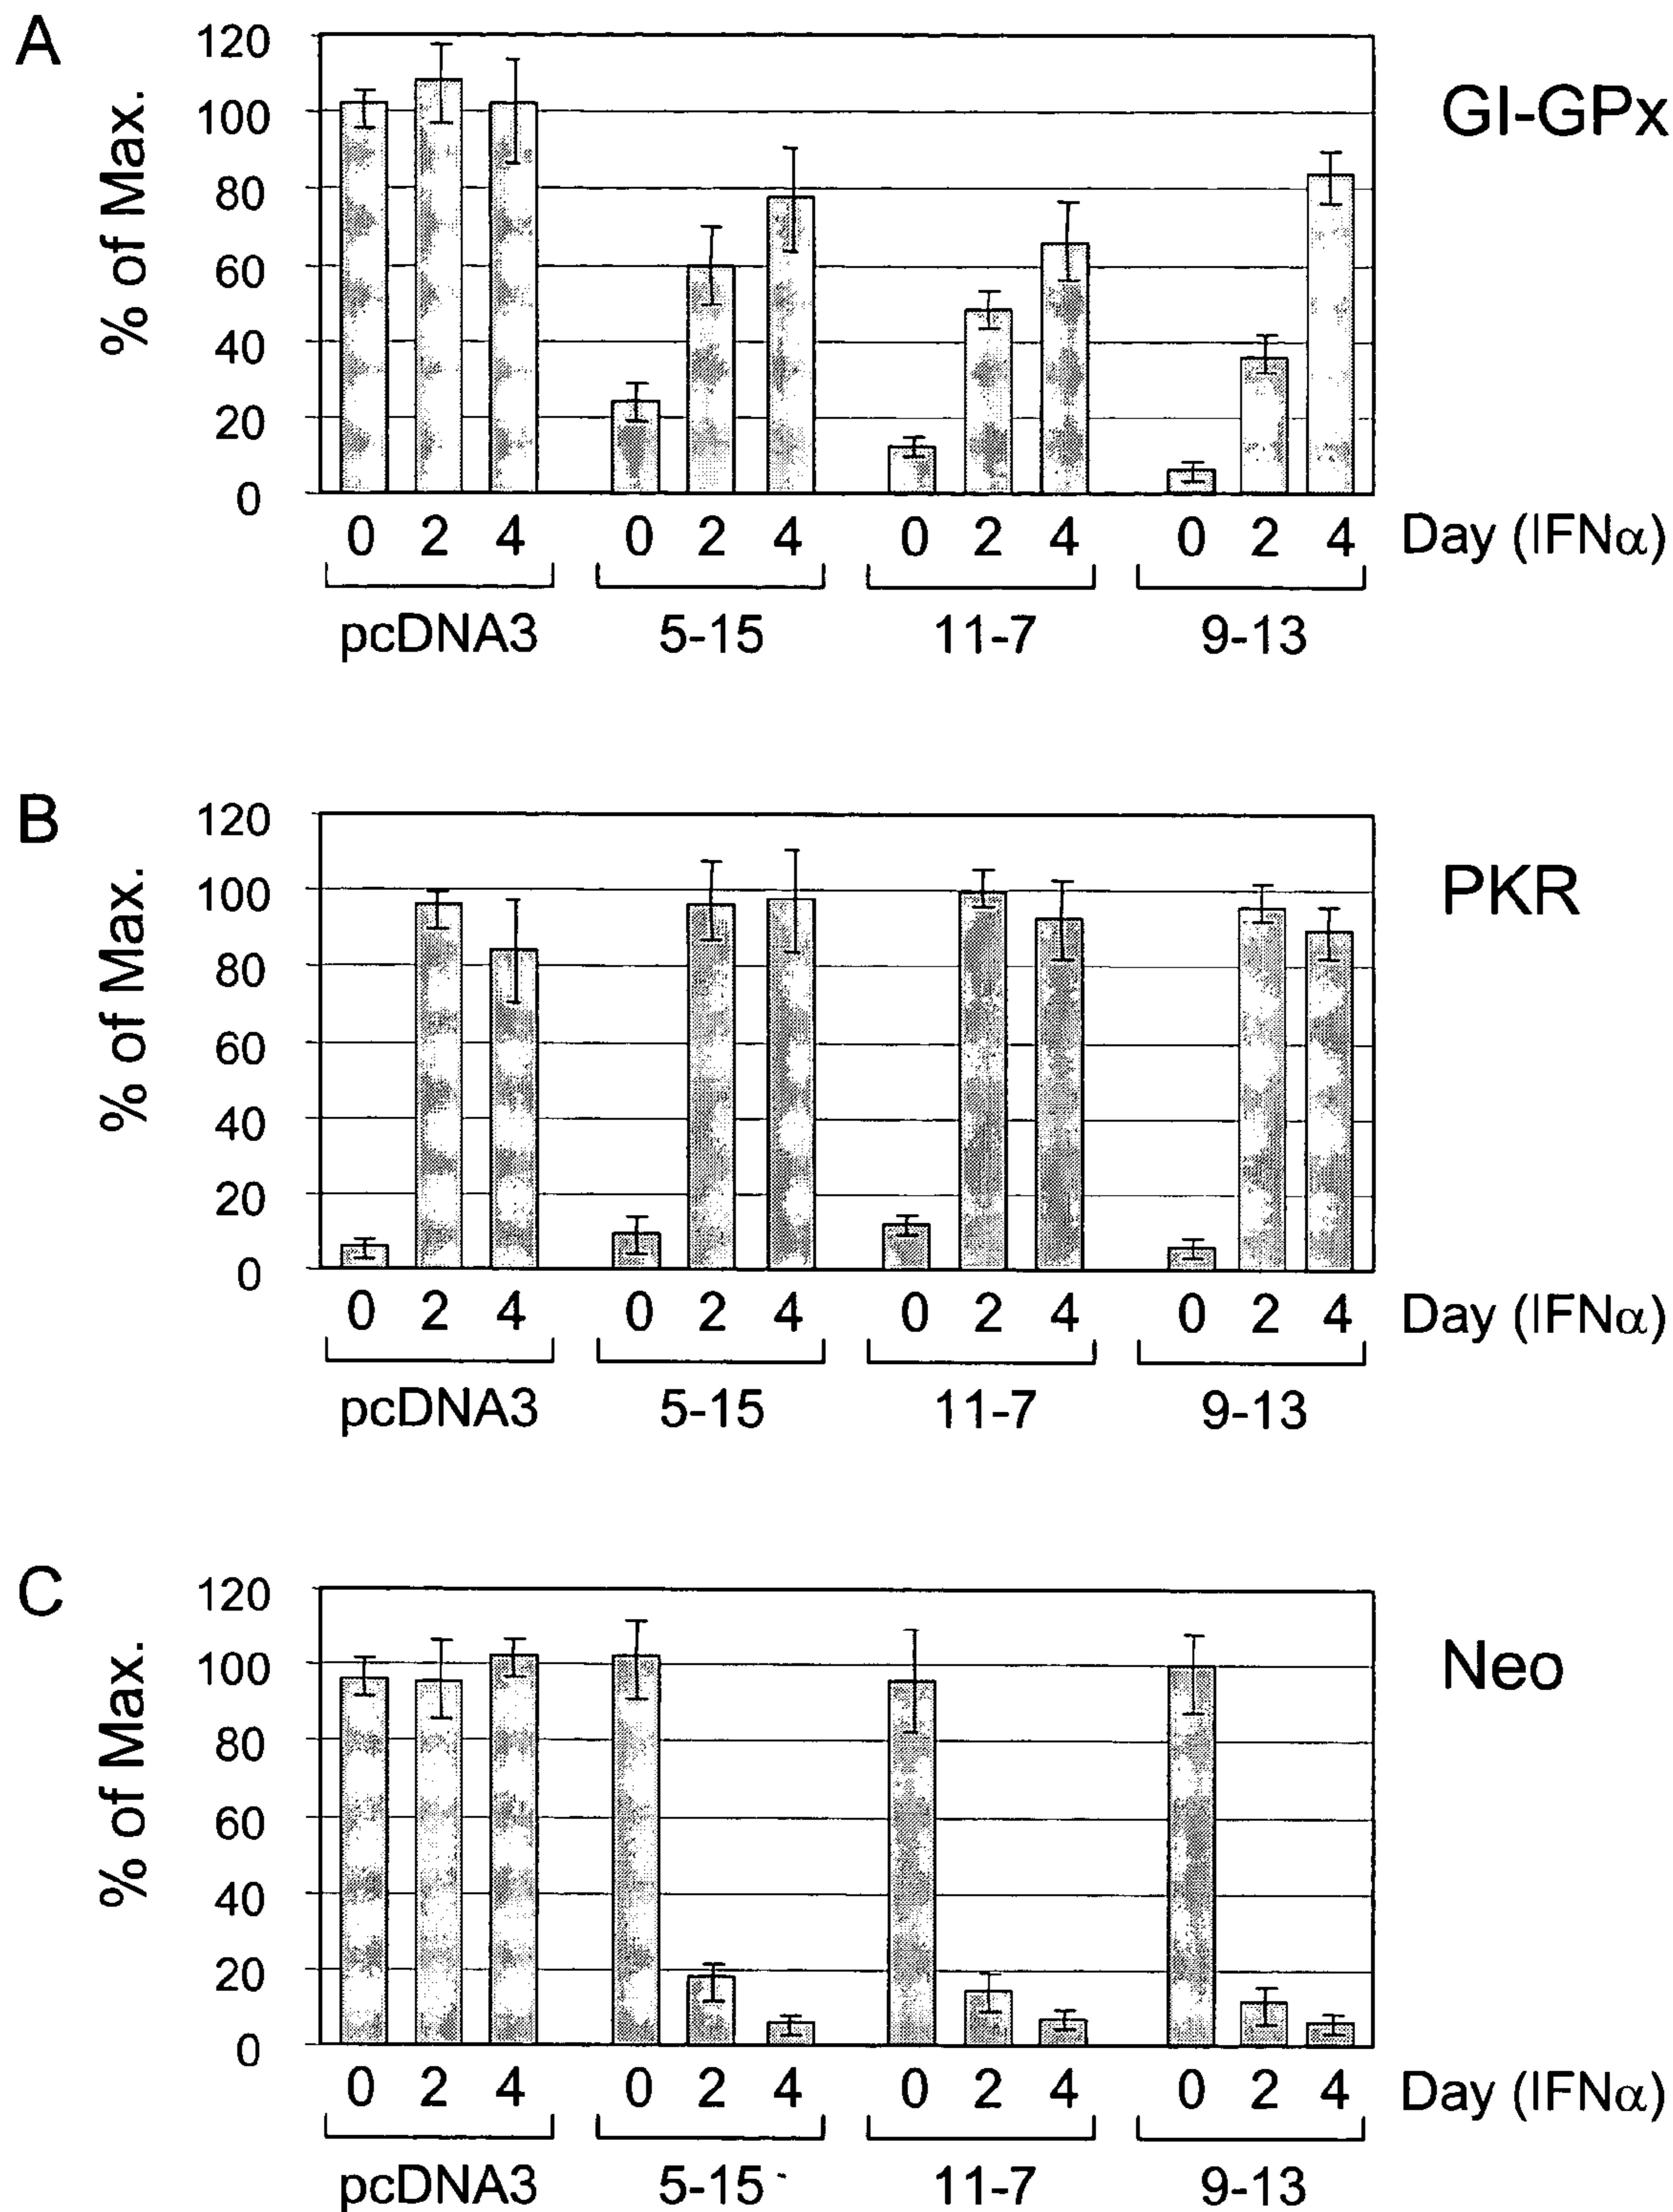 A
% of Max.
120
100
80
60
40
20
0
GI-GPx
0 2 4 0 2 4 0 2 4 0 2 4 Day (IFNα)
pcDNA3 5-15 11-7 9-13
B
% of Max.
120
100
80
60
40
20
0
PKR
0 2 4 0 2 4 0 2 4 0 2 4 Day (IFNα)
pcDNA3 5-15 11-7 9-13
C
% of Max.
120
100
80
60
40
20
0
Neo
0 2 4 0 2 4 0 2 4 0 2 4 Day (IFNα)
pcDNA3 5-15 11-7 9-13